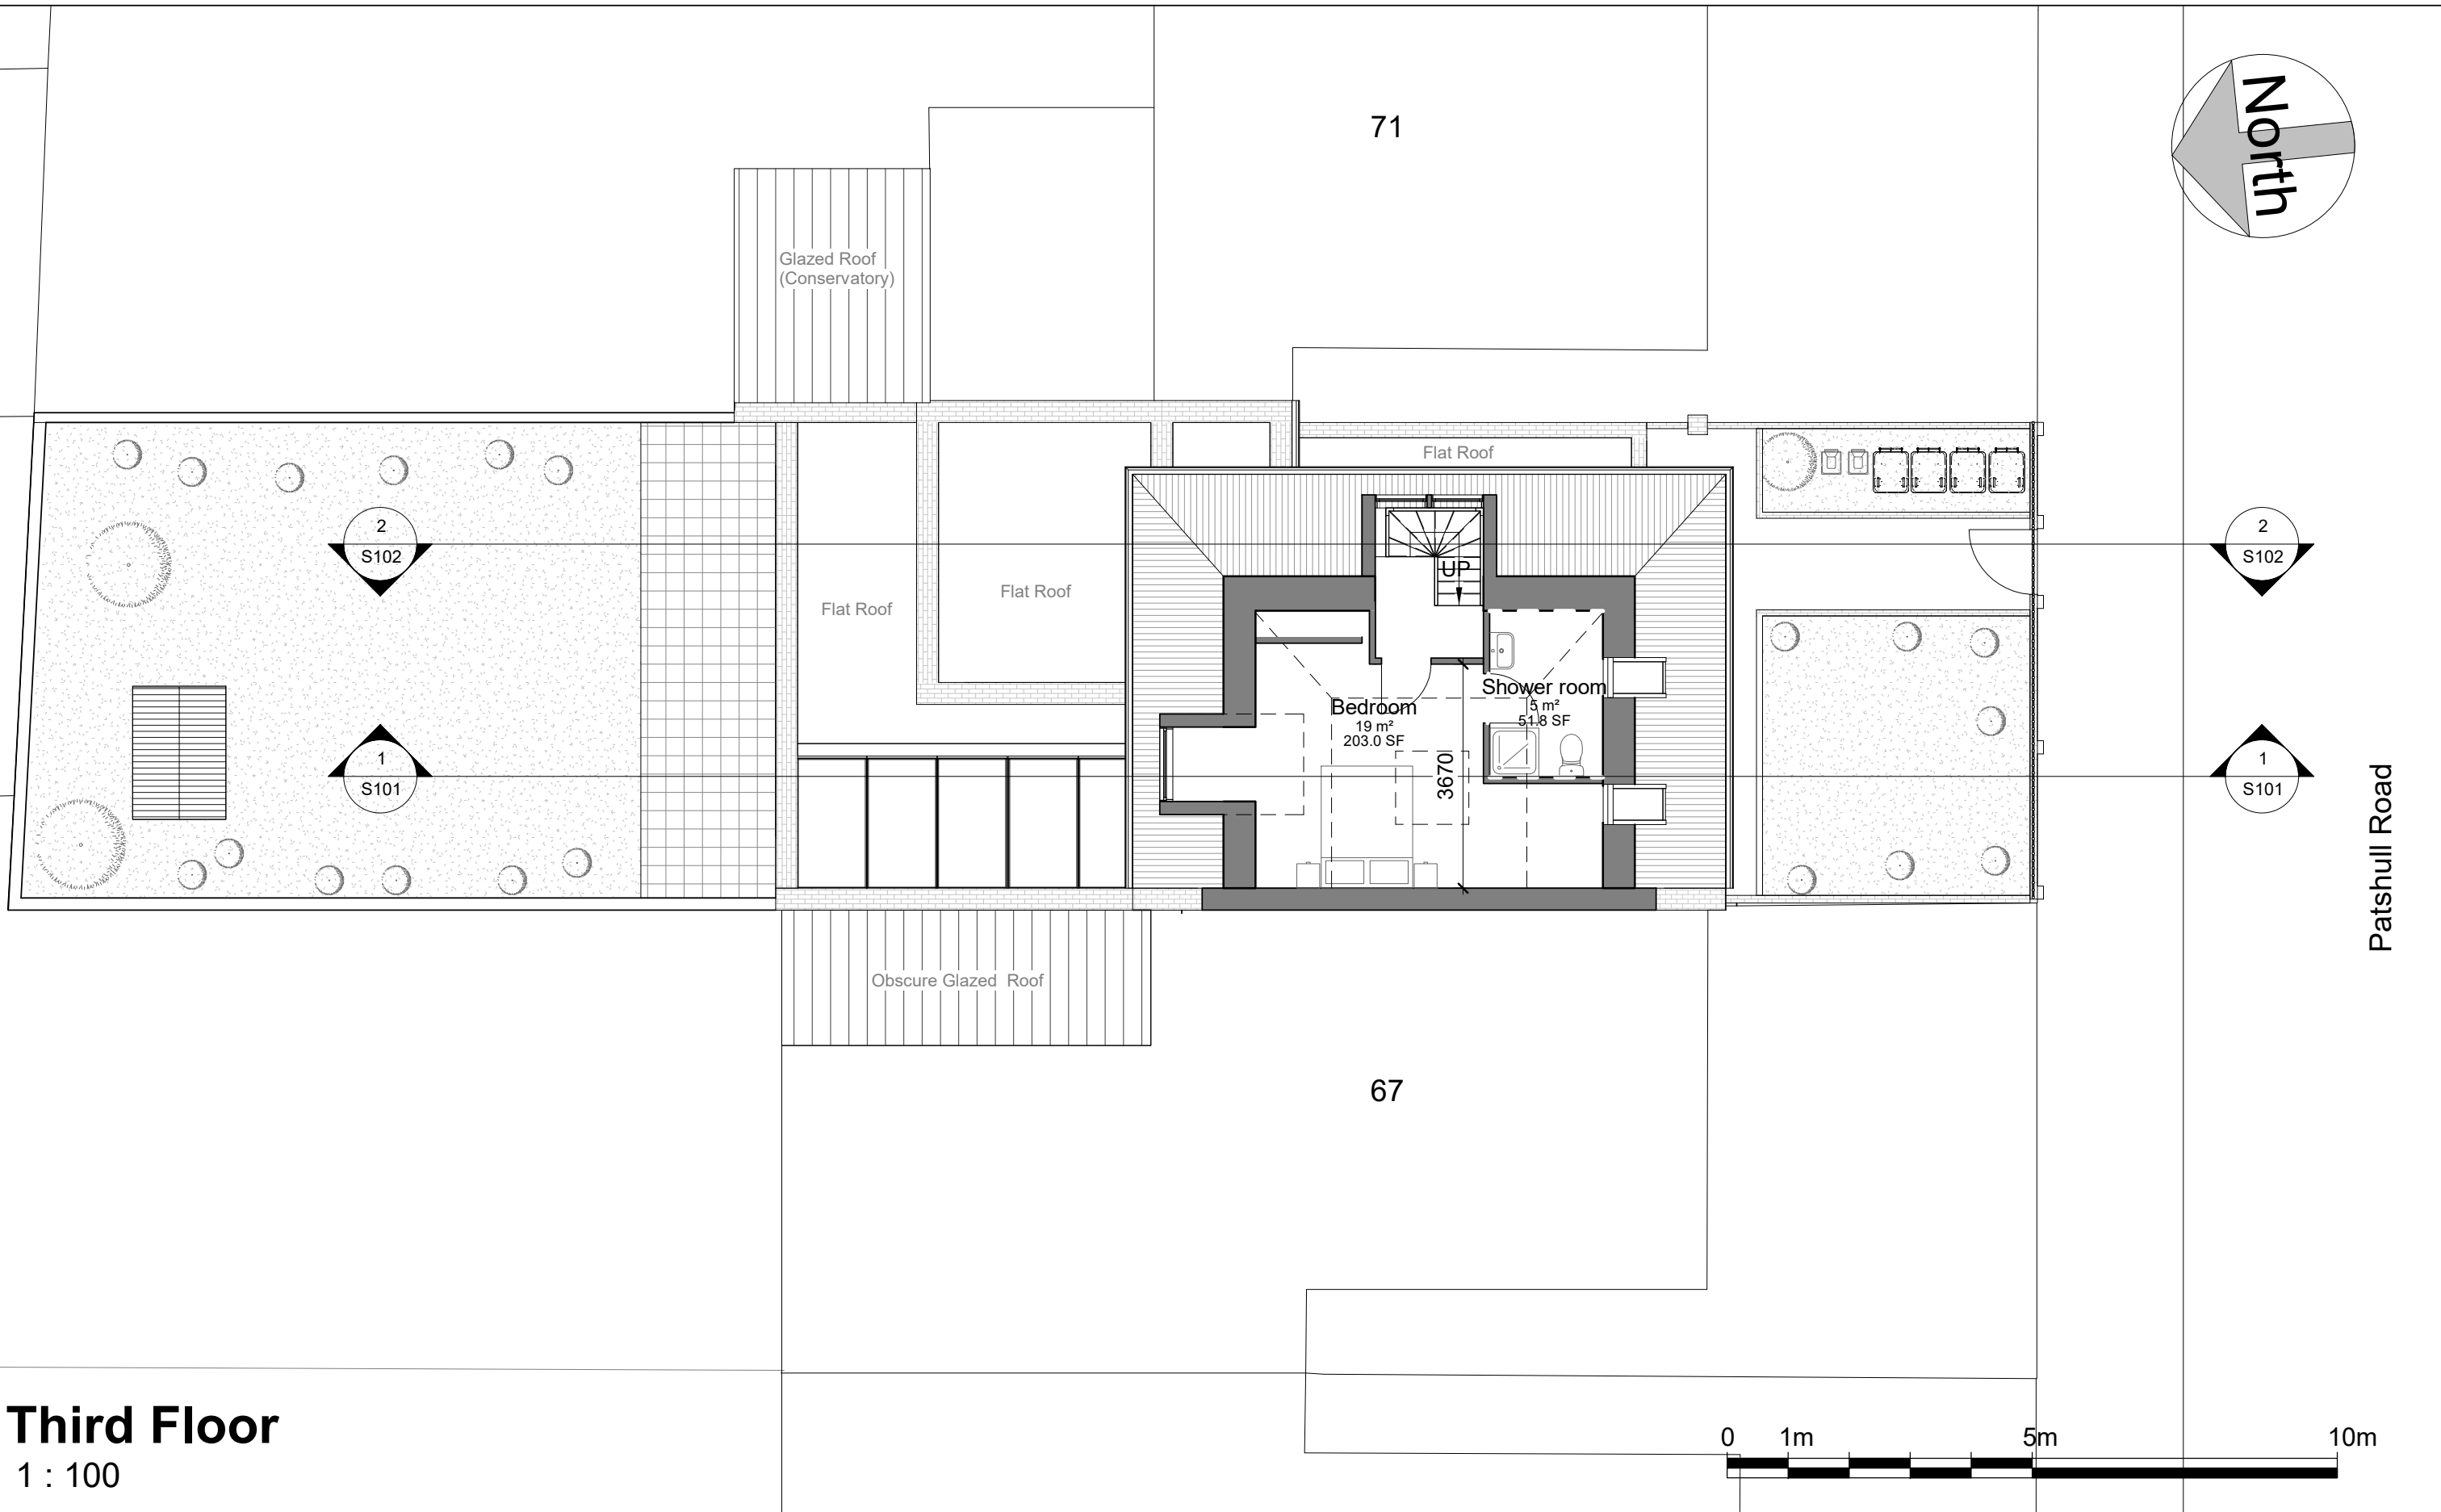 North
71
Glazed Roof
(Conservatory)
Flat Roof
2
S102
2
S102
UP
Flat Roof
Flat Roof
Shower room
5 m²
51.8 SF
Bedroom
19 m²
203.0 SF
3670
1
S101
1
S101
Patshull Road
Obscure Glazed Roof
67
Third Floor
1 : 100
0 1m 5m 10m